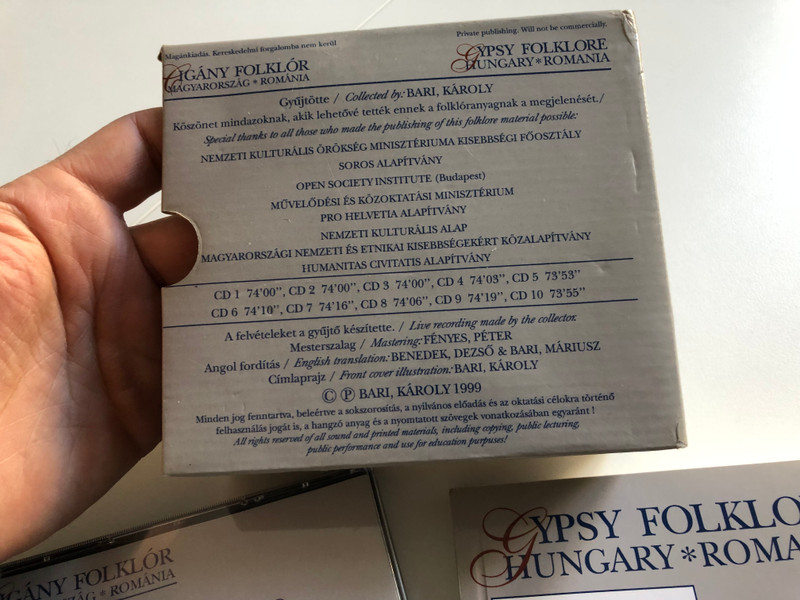 Magánkiadás. Kereskedelmi forgalomba nem kerül
Private publishing. Will not be commercially.
CIGÁNY FOLKLÓR
MAGYARORSZÁG * ROMÁNIA
GYPSY FOLKLORE
HUNGARY * ROMANIA
Gyűjtötte / Collected by: BARI, KÁROLY
Köszönet mindazoknak, akik lehetővé tették ennek a folklóranyagnak a megjelenését./
Special thanks to all those who made the publishing of this folklore material possible:
NEMZETI KULTURÁLIS ÖRÖKSÉG MINISZTÉRIUMA KISEBBSÉGI FŐOSZTÁLY
SOROS ALAPÍTVÁNY
OPEN SOCIETY INSTITUTE (Budapest)
MŰVELŐDÉSI ÉS KÖZOKTATÁSI MINISZTÉRIUM
PRO HELVETIA ALAPÍTVÁNY
NEMZETI KULTURÁLIS ALAP
MAGYARORSZÁGI NEMZETI ÉS ETNIKAI KISEBBSÉGEKÉRT KÖZALAPÍTVÁNY
HUMANITAS CIVITATIS ALAPÍTVÁNY
CD 1 74'00", CD 2 74'00", CD 3 74'00", CD 4 74'03", CD 5 73'53"
CD 6 74'10", CD 7 74'16", CD 8 74'06", CD 9 74'19", CD 10 73'55"
A felvételeket a gyűjtő készítette. / Live recording made by the collector.
Mesterszalag / Mastering: FÉNYES, PÉTER
Angol fordítás / English translation: BENEDEK, DEZSŐ & BARI, MÁRIUSZ
Címlaprajz / Front cover illustration: BARI, KÁROLY
© ℗ BARI, KÁROLY 1999
Minden jog fenntartva, beleértve a sokszorosítás, a nyilvános előadás és az oktatási célokra történő
felhasználás jogát is, a hangzó anyag és a nyomtatott szövegek vonatkozásában egyaránt !
All rights reserved of all sound and printed materials, including copying, public lecturing,
public performance and use for education purpuses!
CIGÁNY FOLKLÓR
ORSZÁG * ROMÁNIA
GYPSY FOLKLO
HUNGARY * ROMA